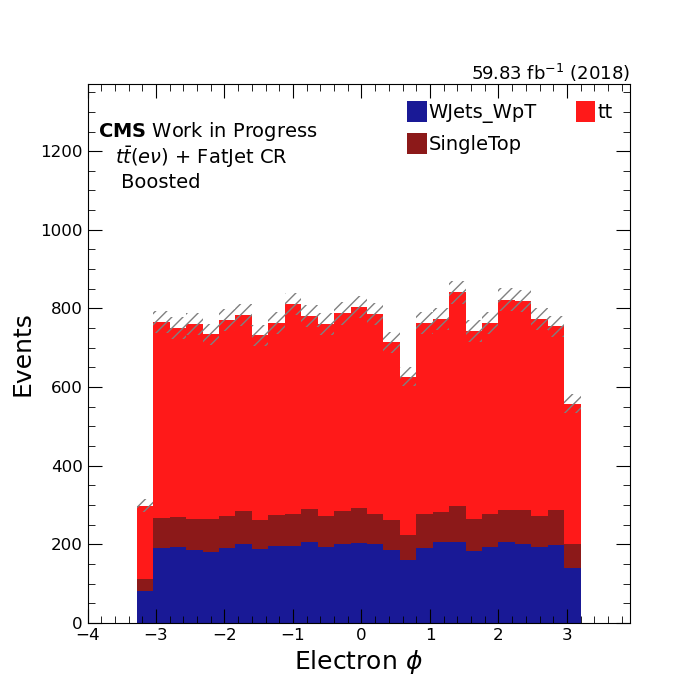 59.83 fb⁻¹ (2018)
CMS Work in Progress
tt̄(eν) + FatJet CR
Boosted
WJets_WpT
tt
SingleTop
1200
1000
800
600
400
200
0
Events
−4 −3 −2 −1 0 1 2 3
Electron ϕ